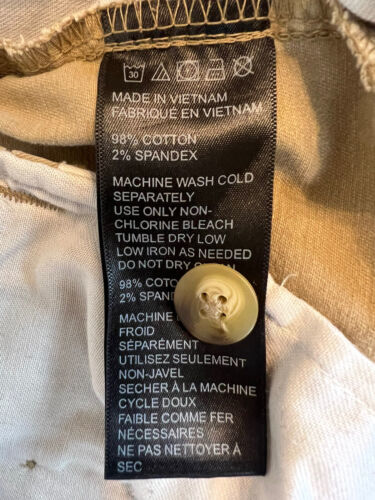 30
MADE IN VIETNAM
FABRIQUÉ EN VIETNAM
98% COTTON
2% SPANDEX
MACHINE WASH COLD
SEPARATELY
USE ONLY NON-
CHLORINE BLEACH
TUMBLE DRY LOW
LOW IRON AS NEEDED
DO NOT DRY
98%
2%
MACHINE
FROID
SÉPARÉMENT
UTILISEZ SEULEMENT
NON-JAVEL
SECHER À LA MACHINE
CYCLE DOUX
FAIBLE COMME FER
NÉCESSAIRES
NE PAS NETTOYER À
SEC